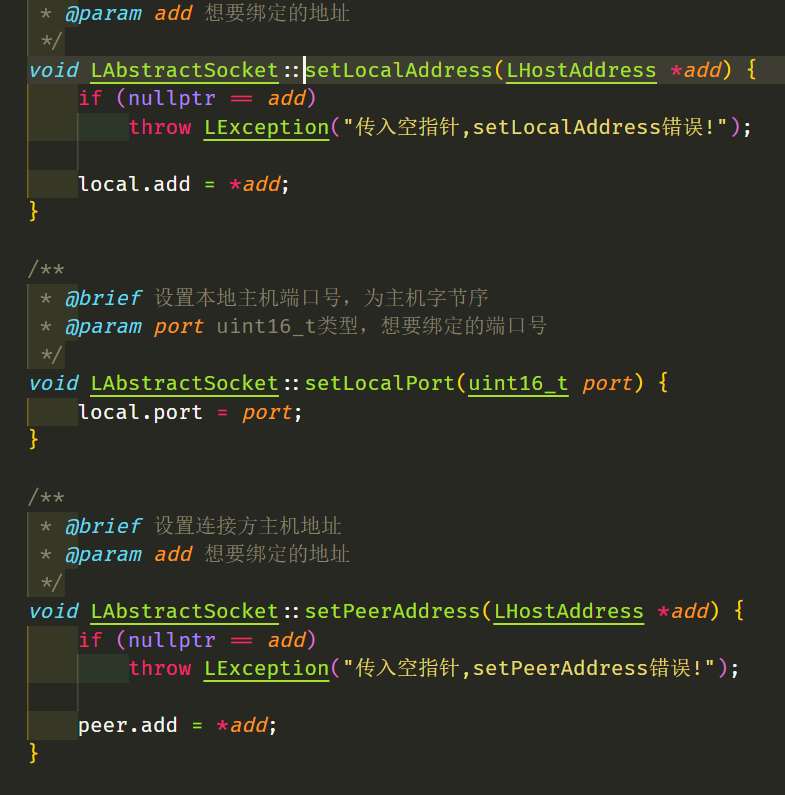 * @param add 想要绑定的地址
*/
void LAbstractSocket::setLocalAddress(LHostAddress *add) {
    if (nullptr == add)
        throw LException("传入空指针,setLocalAddress错误!");

    local.add = *add;
}

/**
* @brief 设置本地主机端口号，为主机字节序
* @param port uint16_t类型，想要绑定的端口号
*/
void LAbstractSocket::setLocalPort(uint16_t port) {
    local.port = port;
}

/**
* @brief 设置连接方主机地址
* @param add 想要绑定的地址
*/
void LAbstractSocket::setPeerAddress(LHostAddress *add) {
    if (nullptr == add)
        throw LException("传入空指针,setPeerAddress错误!");

    peer.add = *add;
}